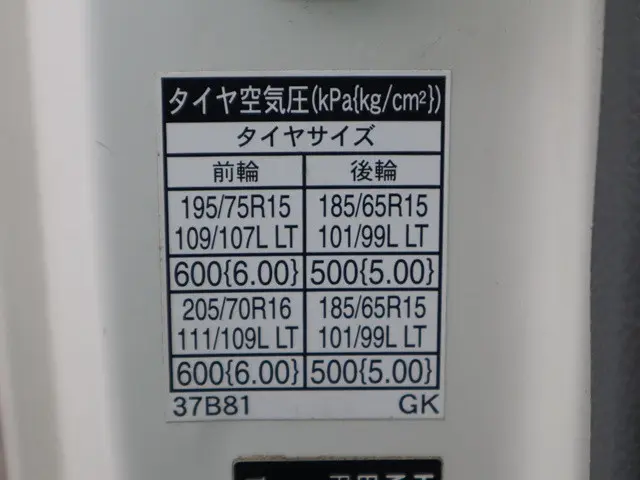 タイヤ空気圧(kPa{kg/cm²})
タイヤサイズ
前輪 後輪
195/75R15 185/65R15
109/107L LT 101/99L LT
600{6.00} 500{5.00}
205/70R16 185/65R15
111/109L LT 101/99L LT
600{6.00} 500{5.00}
37B81 GK